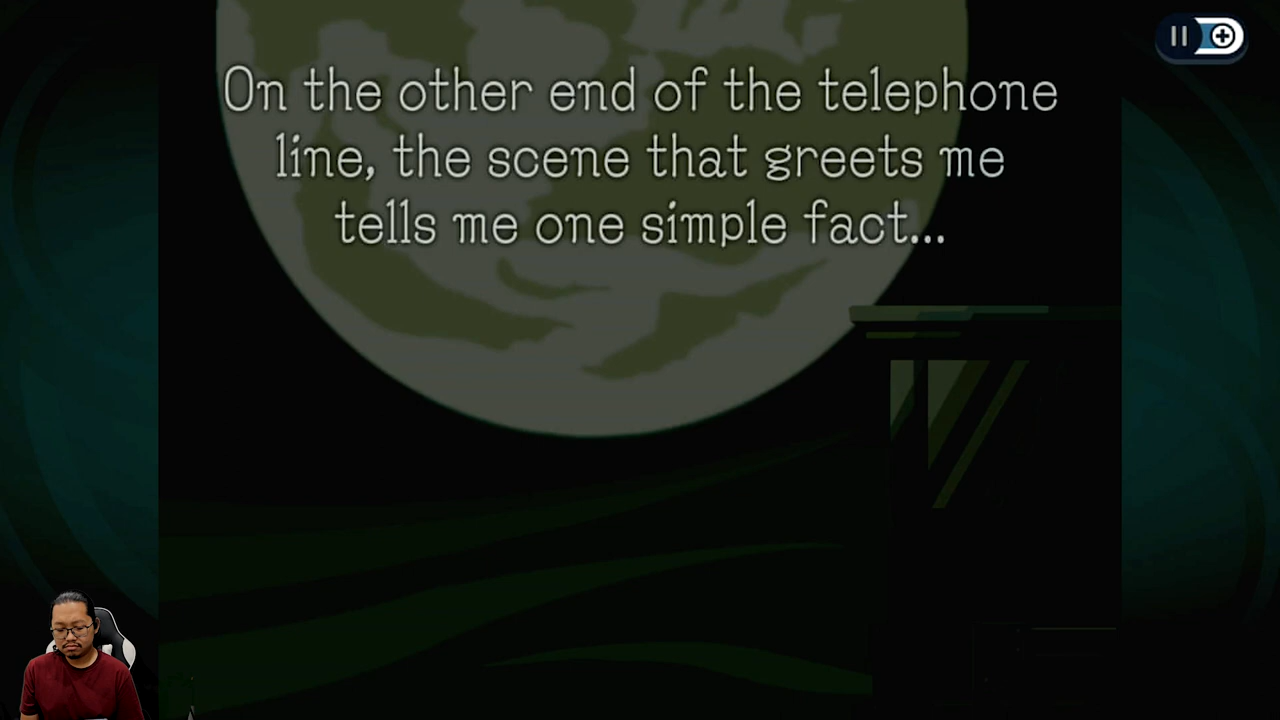 On the other end of the telephone
line, the scene that greets me
tells me one simple fact...